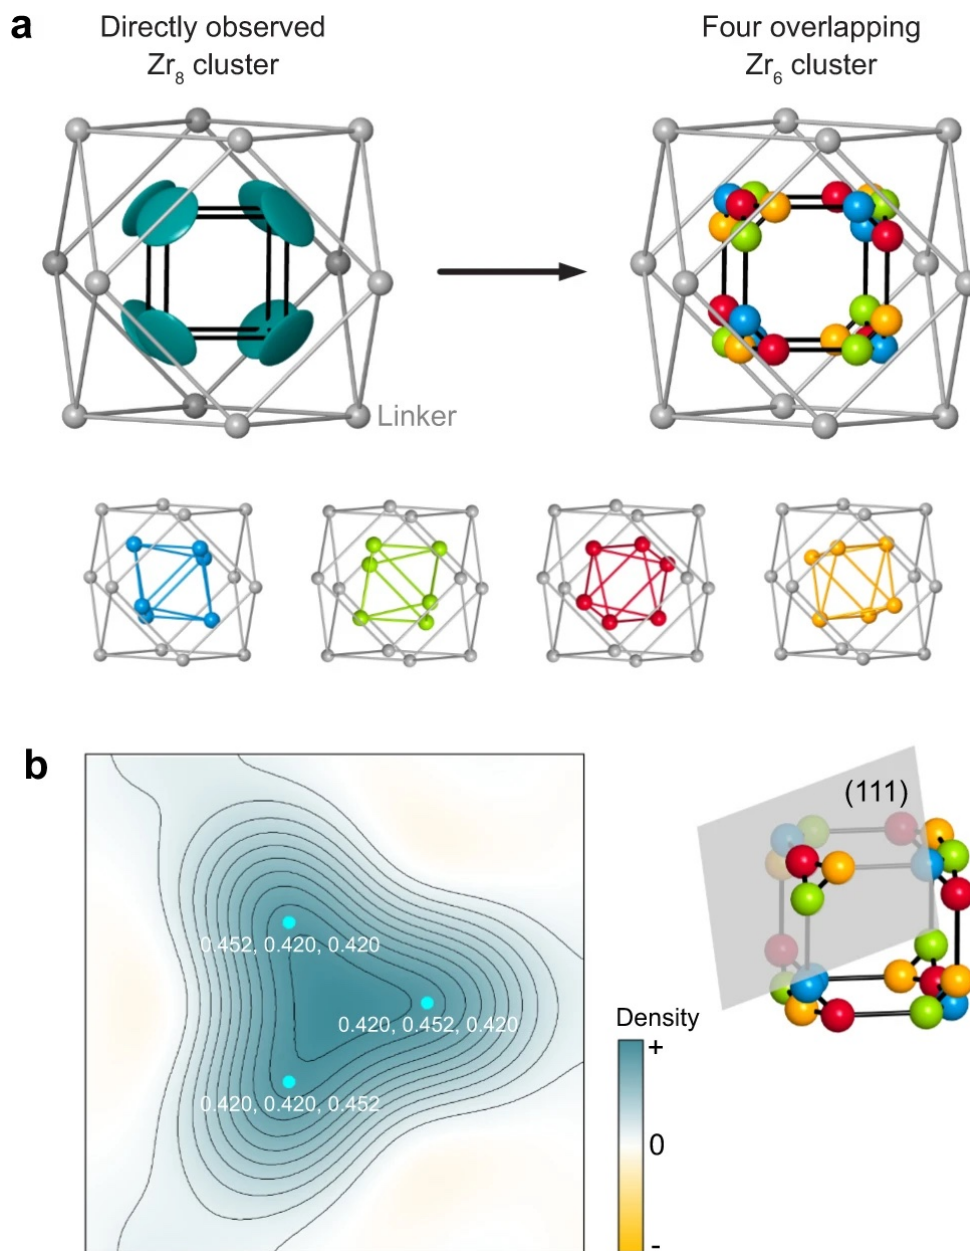 a
Directly observed
Zr₈ cluster
Four overlapping
Zr₆ cluster
Linker
b
(111)
0.452, 0.420, 0.420
0.420, 0.452, 0.420
0.420, 0.420, 0.452
Density
+
0
-